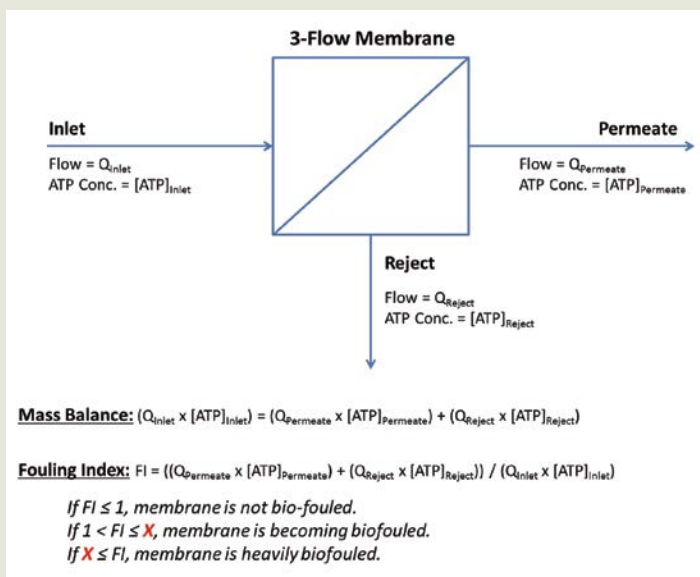 3-Flow Membrane
Inlet
Flow = QInlet
ATP Conc. = [ATP]Inlet
Permeate
Flow = QPermeate
ATP Conc. = [ATP]Permeate
Reject
Flow = QReject
ATP Conc. = [ATP]Reject
Mass Balance: (QInlet x [ATP]Inlet) = (QPermeate x [ATP]Permeate) + (QReject x [ATP]Reject)
Fouling Index: FI = ((QPermeate x [ATP]Permeate) + (QReject x [ATP]Reject)) / (QInlet x [ATP]Inlet)
If FI ≤ 1, membrane is not bio-fouled.
If 1 < FI ≤ X, membrane is becoming biofouled.
If X ≤ FI, membrane is heavily biofouled.